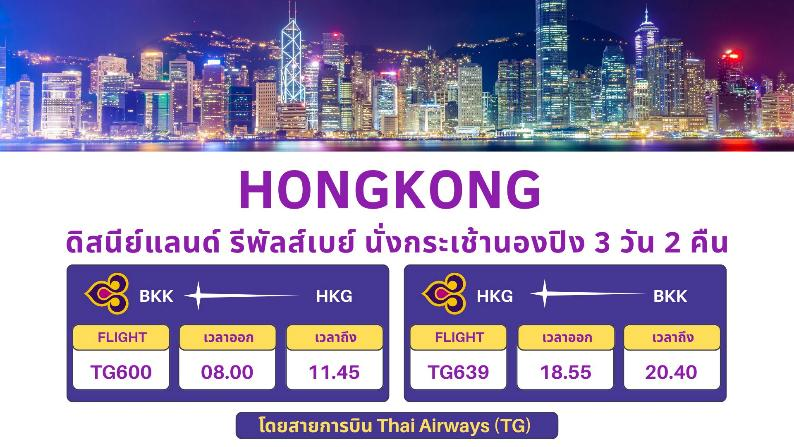 HONGKONG
ดิสนีย์แลนด์ รีพัลส์เบย์ นั่งกระเช้านองปิง 3 วัน 2 คืน
BKK HKG HKG BKK
FLIGHT เวลาออก เวลาถึง FLIGHT เวลาออก เวลาถึง
TG600 08.00 11.45 TG639 18.55 20.40
โดยสายการบิน Thai Airways (TG)